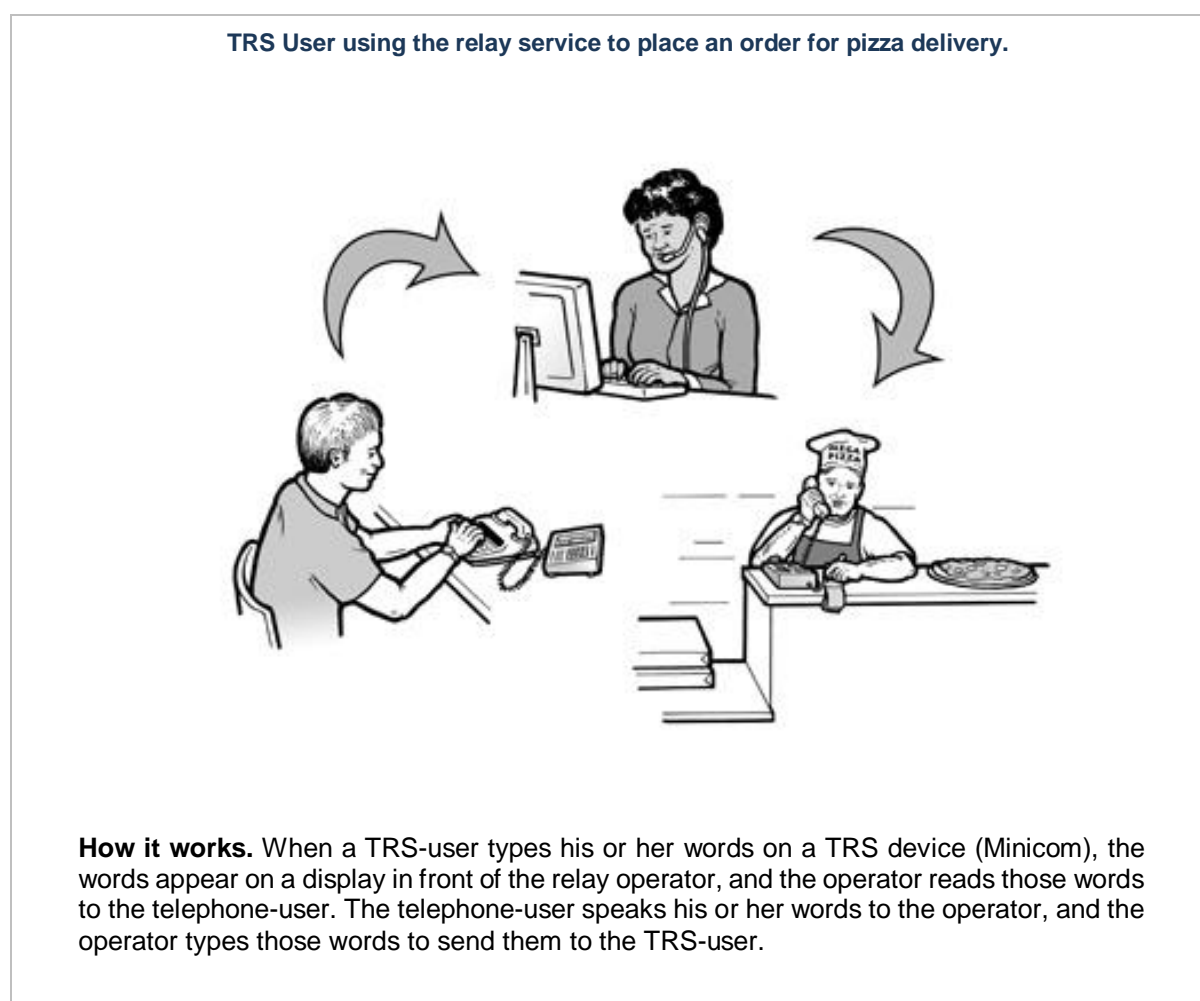 TRS User using the relay service to place an order for pizza delivery.
MEGA
PIZZA
How it works. When a TRS-user types his or her words on a TRS device (Minicom), the
words appear on a display in front of the relay operator, and the operator reads those words
to the telephone-user. The telephone-user speaks his or her words to the operator, and the
operator types those words to send them to the TRS-user.